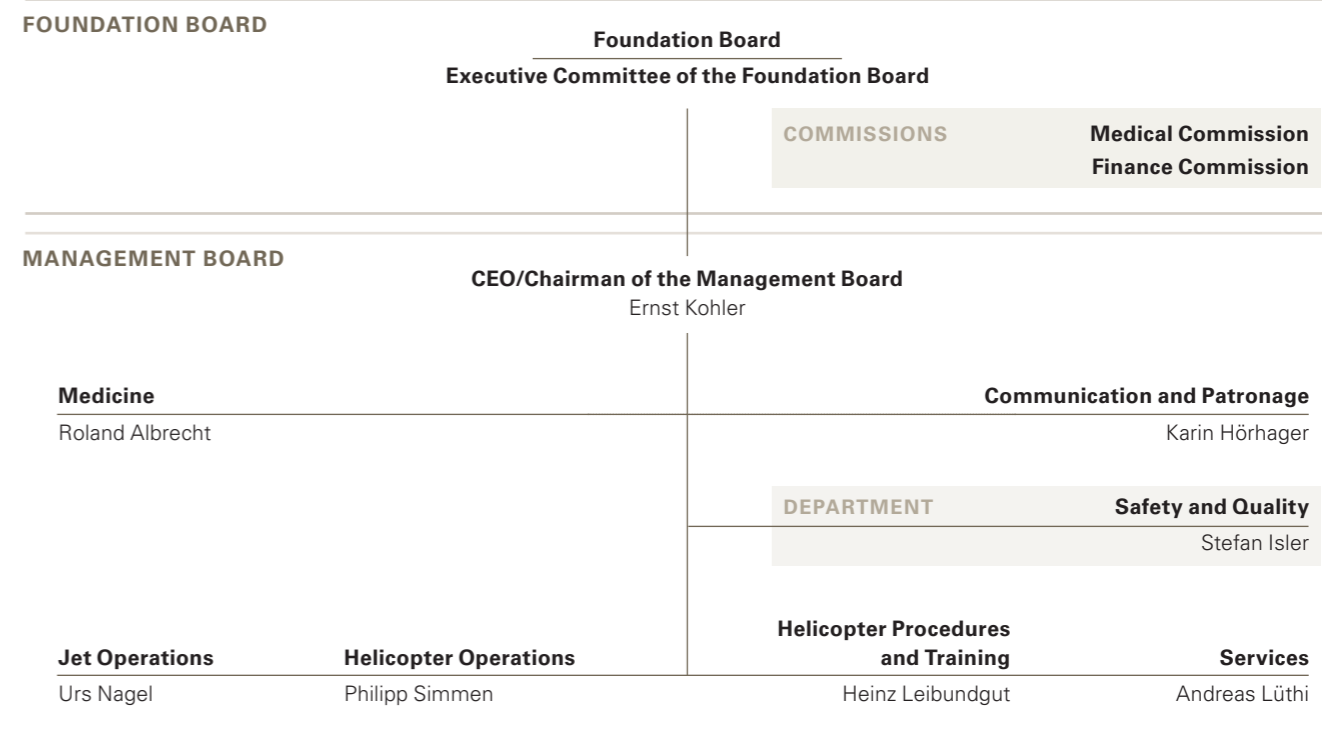 FOUNDATION BOARD
Foundation Board
Executive Committee of the Foundation Board
COMMISSIONS
Medical Commission
Finance Commission
MANAGEMENT BOARD
CEO/Chairman of the Management Board
Ernst Kohler
Medicine
Roland Albrecht
Communication and Patronage
Karin Hörhager
DEPARTMENT
Safety and Quality
Stefan Isler
Jet Operations
Urs Nagel
Helicopter Operations
Philipp Simmen
Helicopter Procedures
and Training
Heinz Leibundgut
Services
Andreas Lüthi